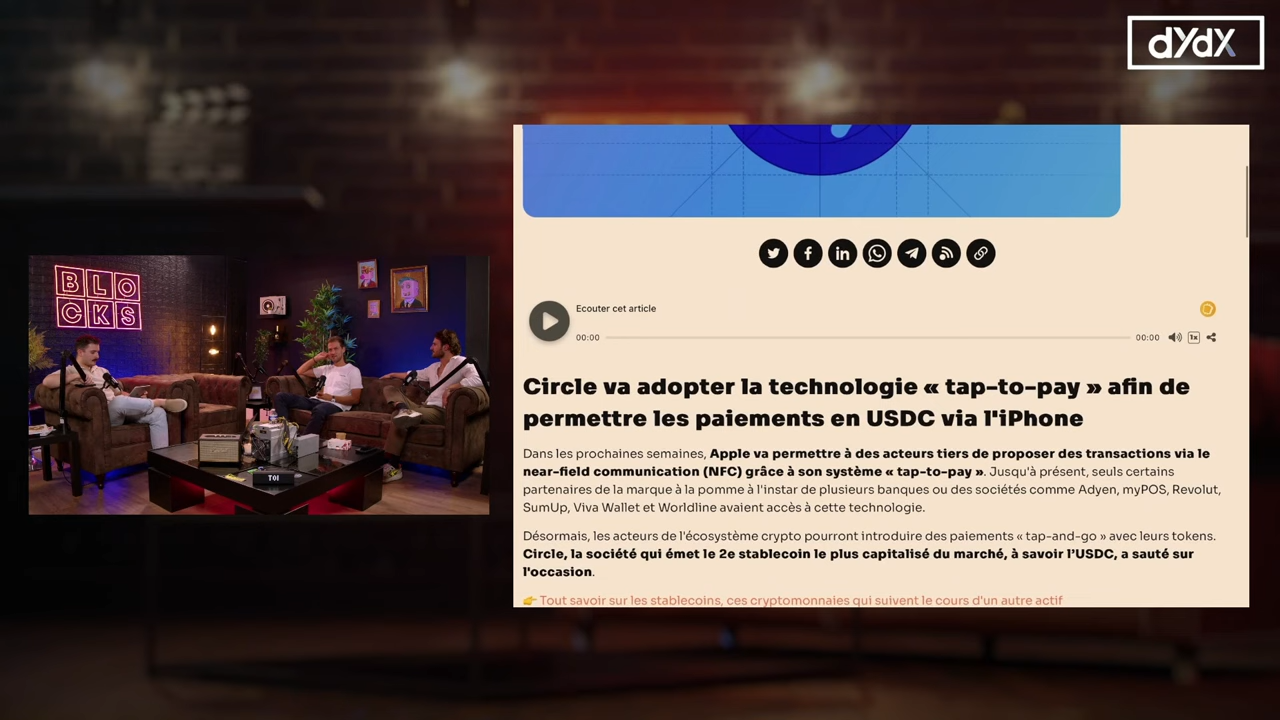 dYdX
BLO
CKS
TOI
Ecouter cet article
00:00
00:00
1x
Circle va adopter la technologie « tap-to-pay » afin de
permettre les paiements en USDC via l'iPhone
Dans les prochaines semaines, Apple va permettre à des acteurs tiers de proposer des transactions via le
near-field communication (NFC) grâce à son système « tap-to-pay ». Jusqu'à présent, seuls certains
partenaires de la marque à la pomme à l'instar de plusieurs banques ou des sociétés comme Adyen, myPOS, Revolut,
SumUp, Viva Wallet et Worldline avaient accès à cette technologie.
Désormais, les acteurs de l'écosystème crypto pourront introduire des paiements « tap-and-go » avec leurs tokens.
Circle, la société qui émet le 2e stablecoin le plus capitalisé du marché, à savoir l’USDC, a sauté sur
l'occasion.
👉 Tout savoir sur les stablecoins, ces cryptomonnaies qui suivent le cours d'un autre actif